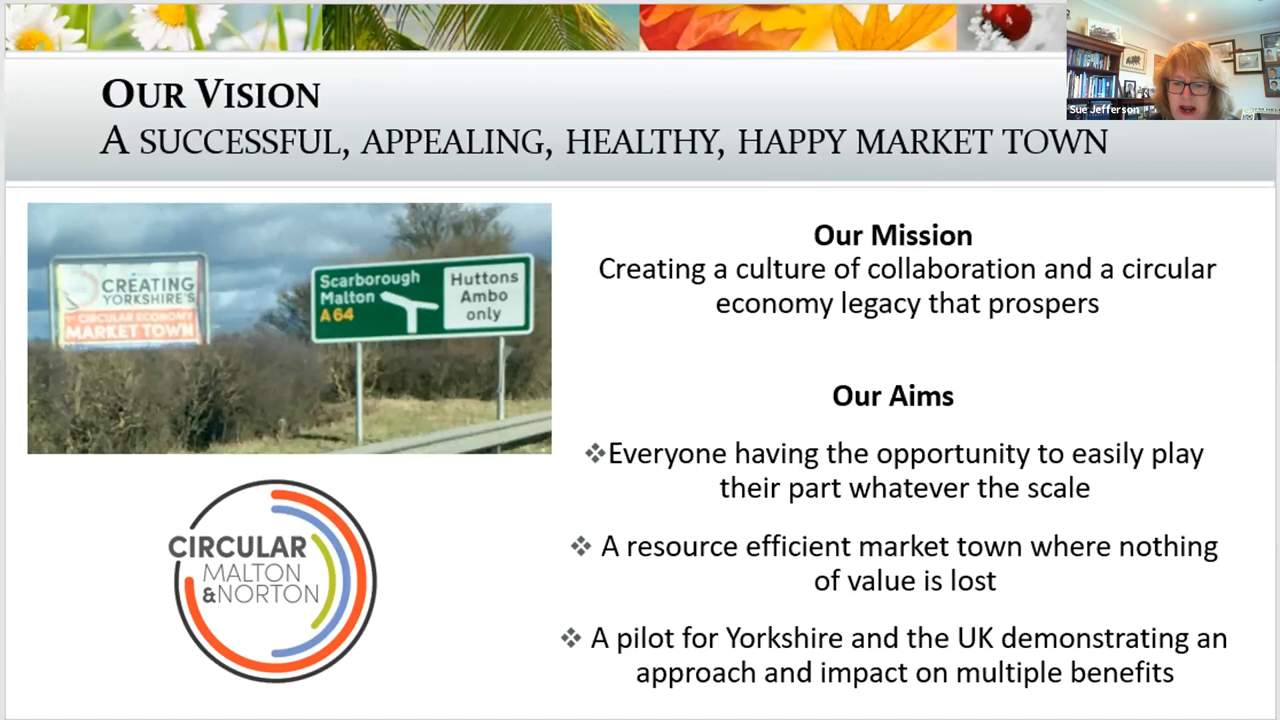 OUR VISION
A SUCCESSFUL, APPEALING, HEALTHY, HAPPY MARKET TOWN
Sue Jefferson
CREATING
YORKSHIRE'S
CIRCULAR ECONOMY
MARKET TOWN
Scarborough
Malton
A64
Huttons
Ambo
only
CIRCULAR
MALTON
&NORTON
Our Mission
Creating a culture of collaboration and a circular
economy legacy that prospers
Our Aims
❖Everyone having the opportunity to easily play
their part whatever the scale
❖ A resource efficient market town where nothing
of value is lost
❖ A pilot for Yorkshire and the UK demonstrating an
approach and impact on multiple benefits